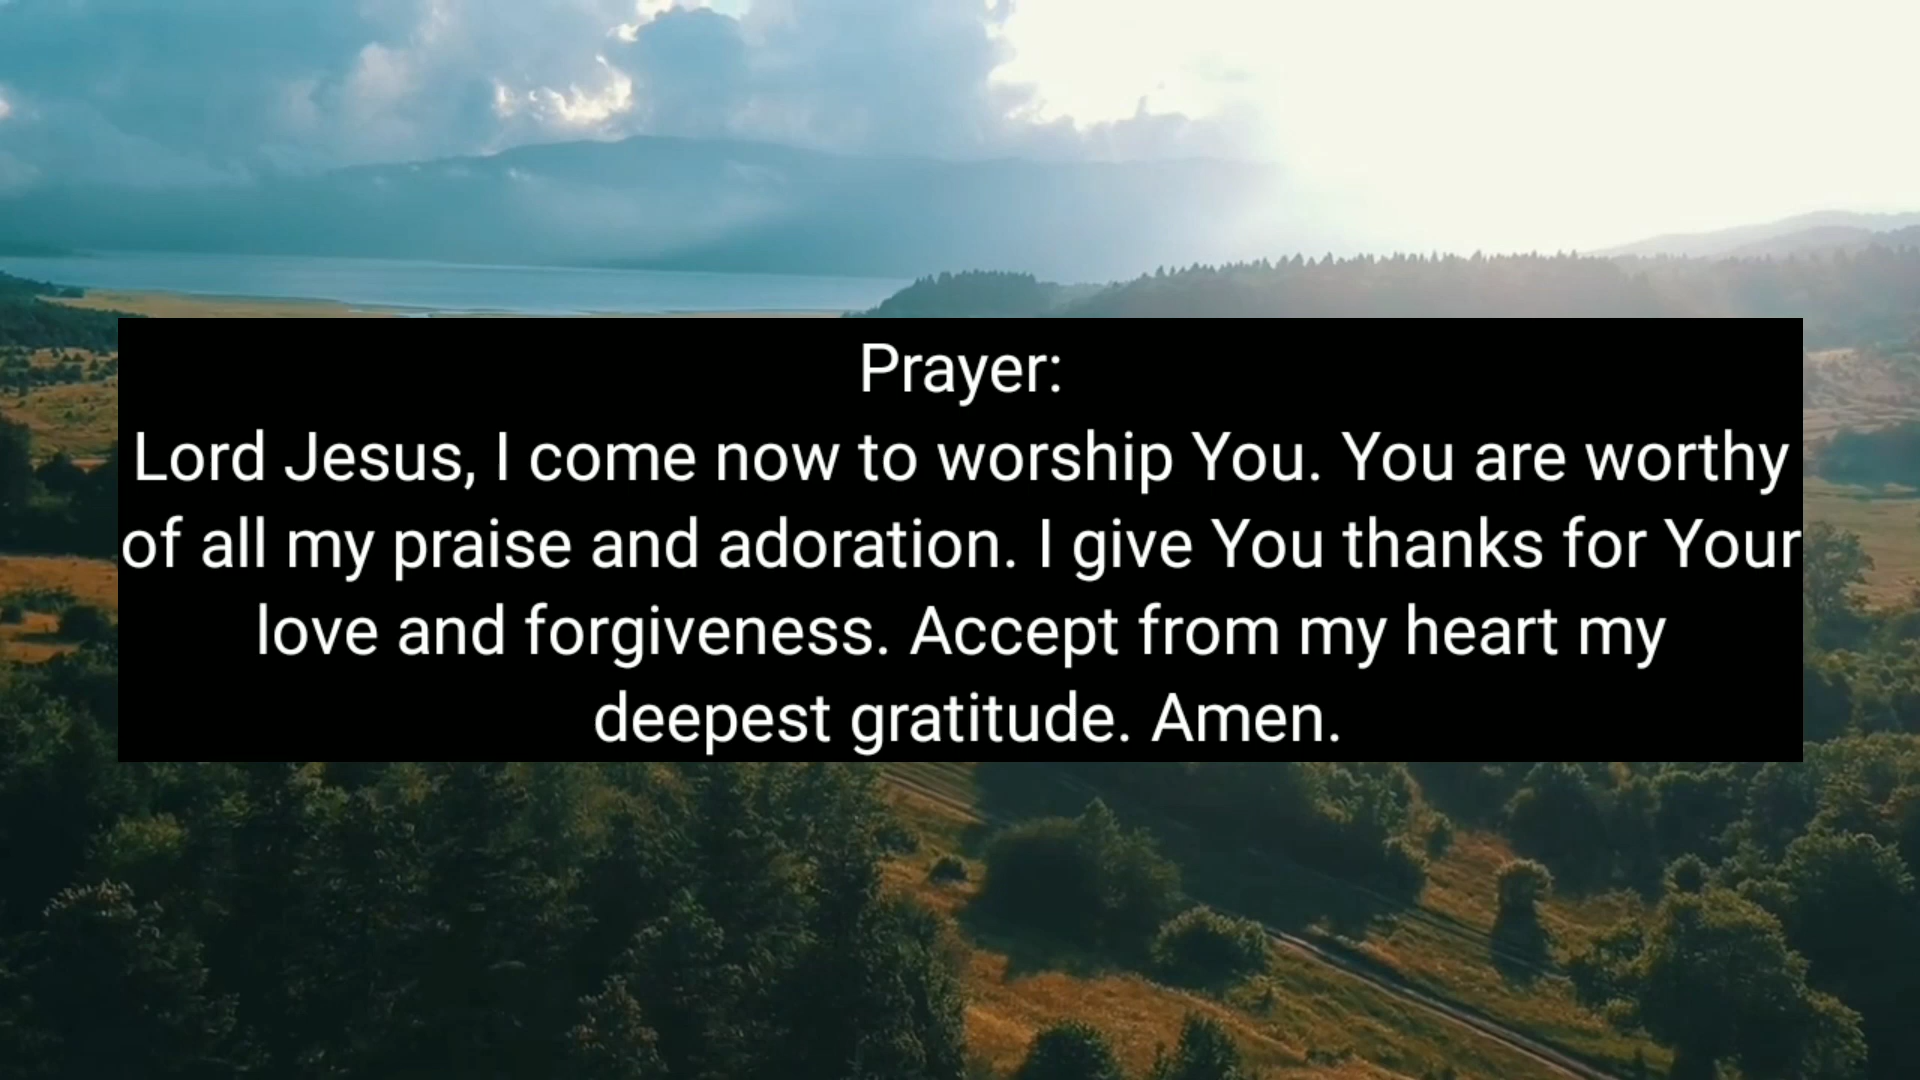 Prayer:
Lord Jesus, I come now to worship You. You are worthy
of all my praise and adoration. I give You thanks for Your
love and forgiveness. Accept from my heart my
deepest gratitude. Amen.